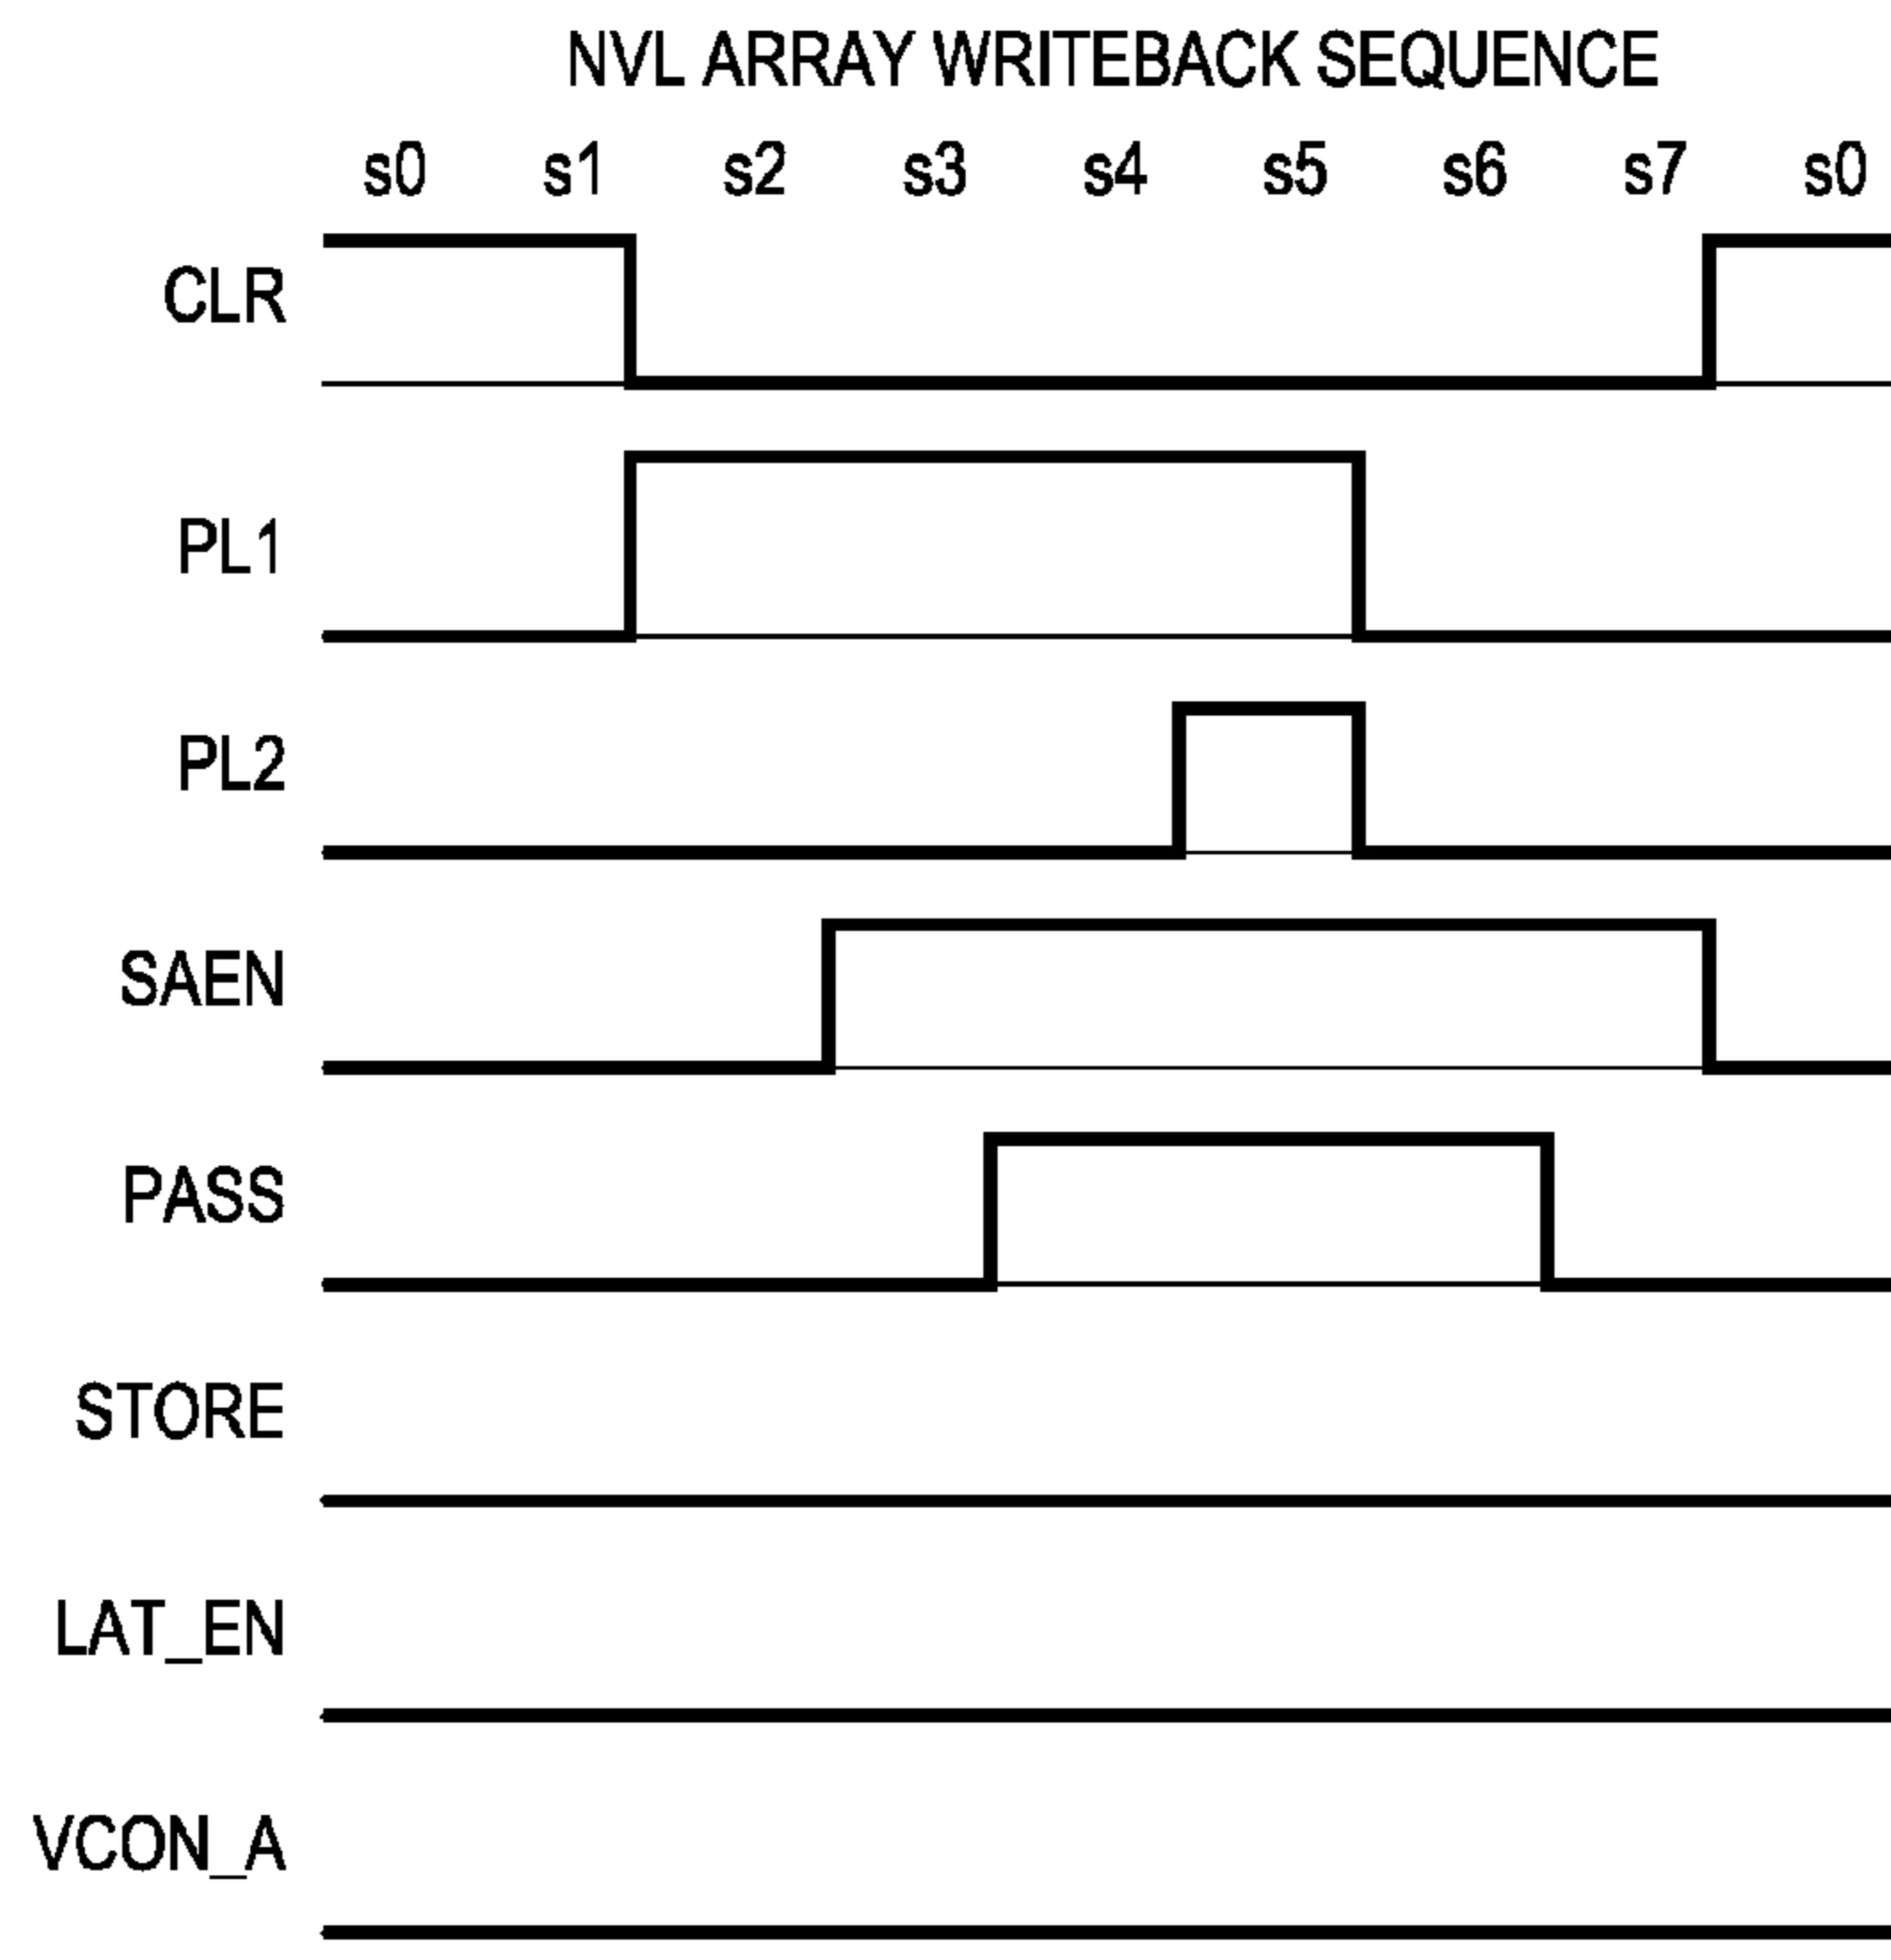 NVL ARRAY WRITEBACK SEQUENCE
s0 s1 s2 s3 s4 s5 s6 s7 s0
CLR
PL1
PL2
SAEN
PASS
STORE
LAT_EN
VCON_A